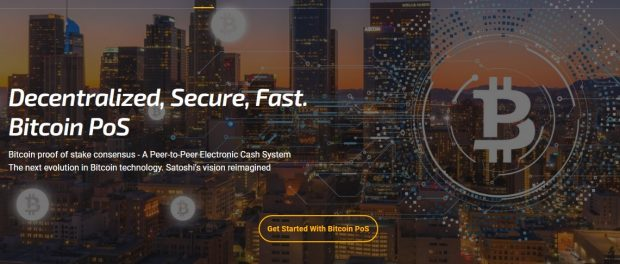 Decentralized, Secure, Fast.
Bitcoin PoS
Bitcoin proof of stake consensus - A Peer-to-Peer Electronic Cash System
The next evolution in Bitcoin technology. Satoshi's vision reimagined
Get Started With Bitcoin PoS